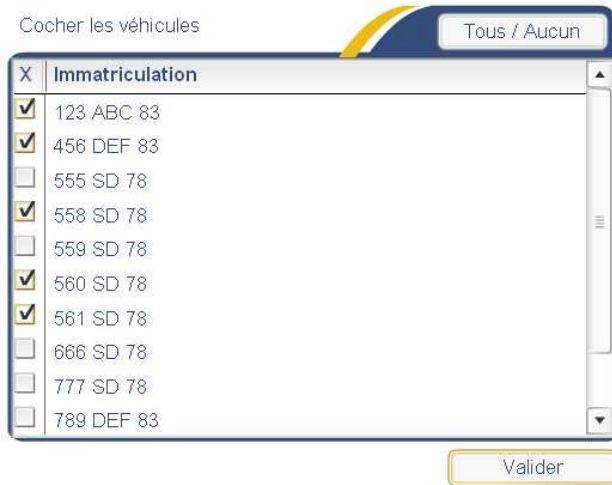 Cocher les véhicules
Tous / Aucun
X Immatriculation
123 ABC 83
456 DEF 83
555 SD 78
558 SD 78
559 SD 78
560 SD 78
561 SD 78
666 SD 78
777 SD 78
789 DEF 83
Valider